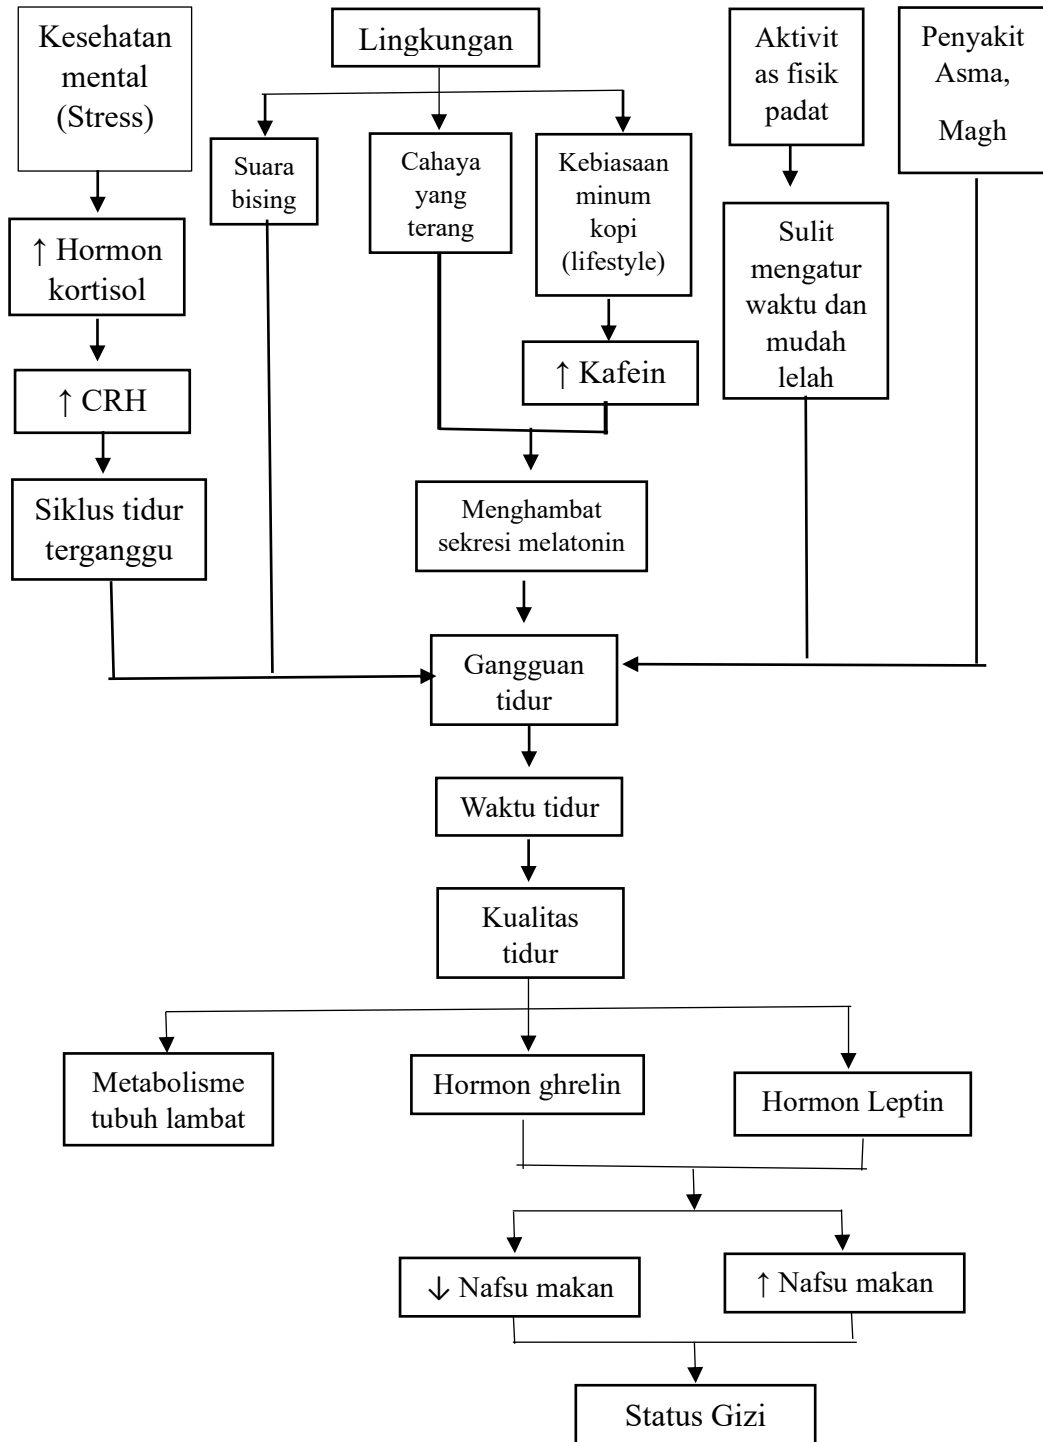 Kesehatan
mental
(Stress)
Lingkungan
Aktivit
as fisik
padat
Penyakit
Asma,
Magh
Suara
bising
Cahaya
yang
terang
Kebiasaan
minum
kopi
(lifestyle)
↑ Hormon
kortisol
Sulit
mengatur
waktu dan
mudah
lelah
↑ Kafein
↑ CRH
Siklus tidur
terganggu
Menghambat
sekresi melatonin
Gangguan
tidur
Waktu tidur
Kualitas
tidur
Metabolisme
tubuh lambat
Hormon ghrelin
Hormon Leptin
↓ Nafsu makan
↑ Nafsu makan
Status Gizi